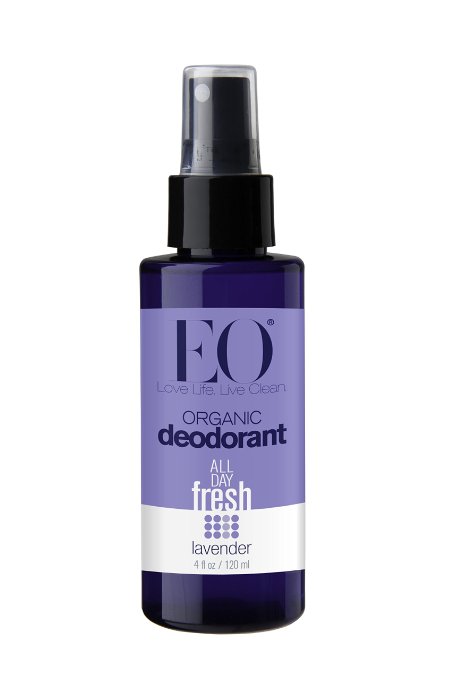 EO®
Love Life. Live Clean.
ORGANIC
deodorant
ALL
DAY
fresh
lavender
4 fl oz / 120 ml